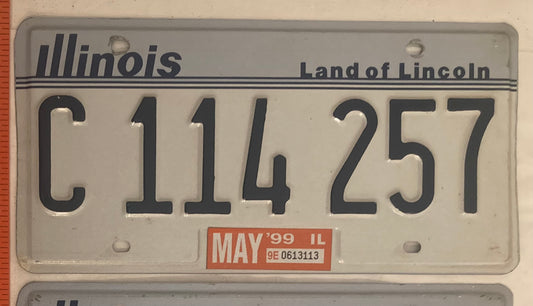 Illinois Land of Lincoln
C 114 257
MAY '99 IL
9E 0613113